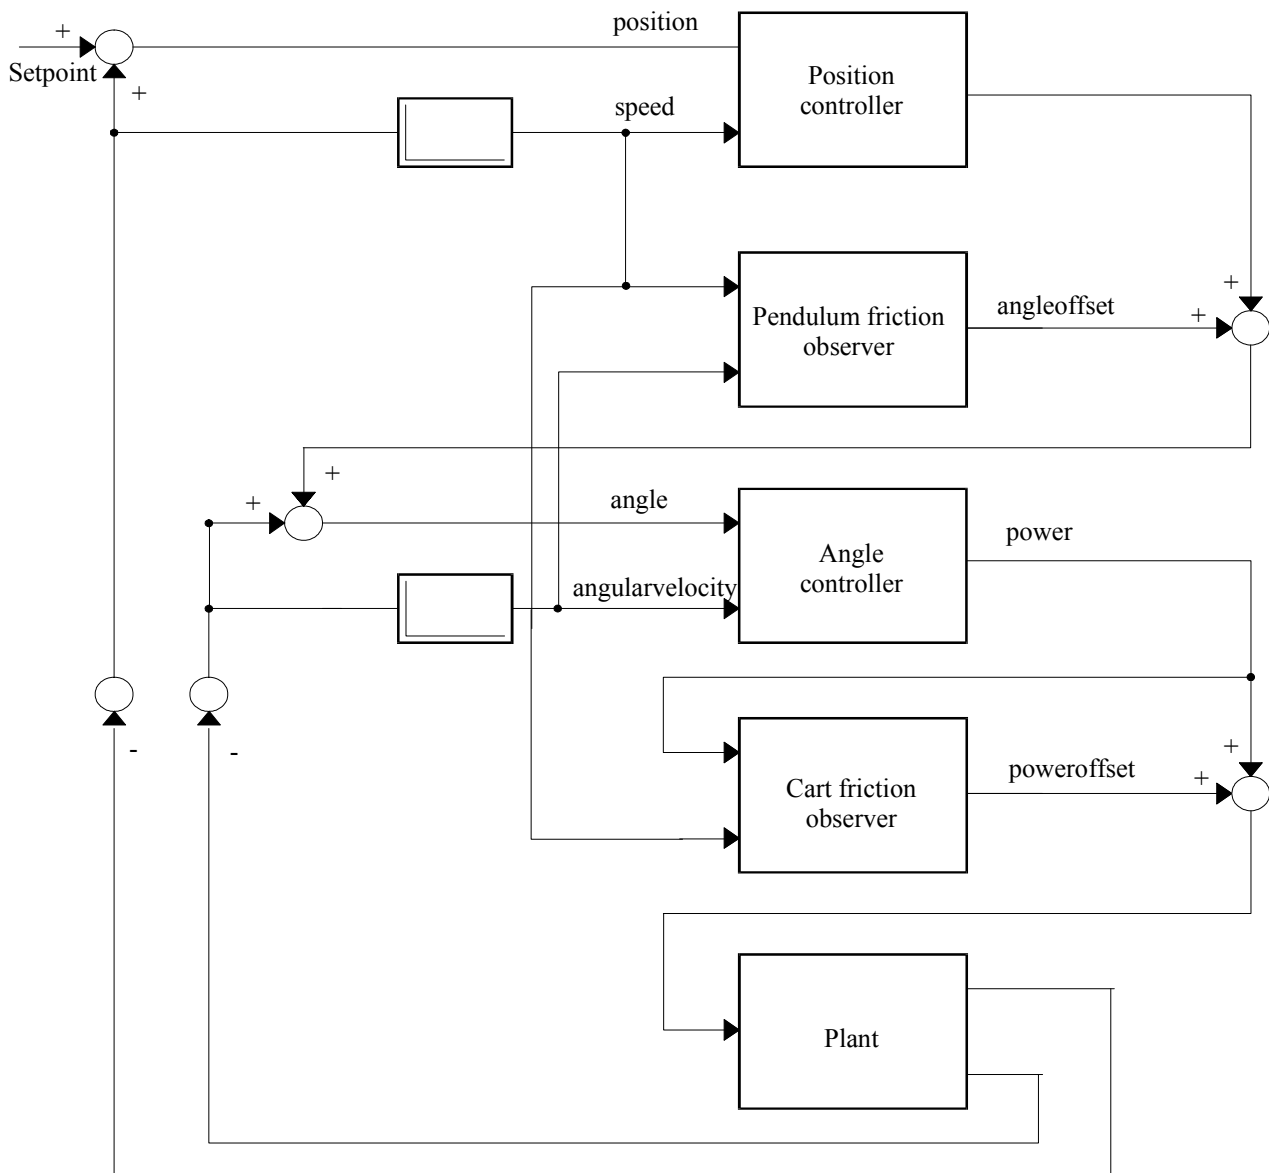 +
position
Setpoint
+
Position
controller
speed
+
Pendulum friction
observer
angleoffset
+
+
+
angle
Angle
controller
power
angularvelocity
-
-
Cart friction
observer
poweroffset
+
+
Plant